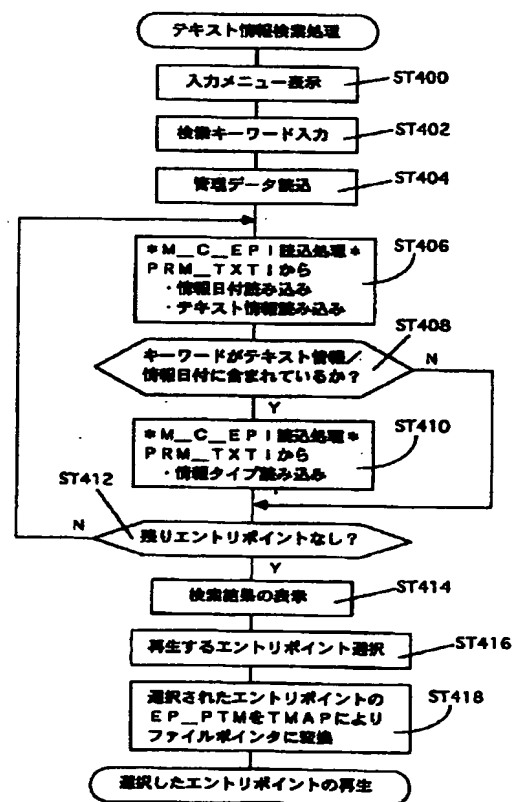 テキスト情報検索処理
入力メニュー表示
ST400
検索キーワード入力
ST402
管理データ読込
ST404
*M_C_EPI読込処理*
PRM_TXTIから
・情報日付読み込み
・テキスト情報読み込み
ST406
キーワードがテキスト情報/
情報日付に含まれているか?
ST408
N
Y
*M_C_EPI読込処理*
PRM_TXTIから
・情報タイプ読み込み
ST410
ST412
N
残りエントリポイントなし?
Y
検索結果の表示
ST414
再生するエントリポイント選択
ST416
選択されたエントリポイントの
EP_PTMをTMAPにより
ファイルポインタに変換
ST418
選択したエントリポイントの再生